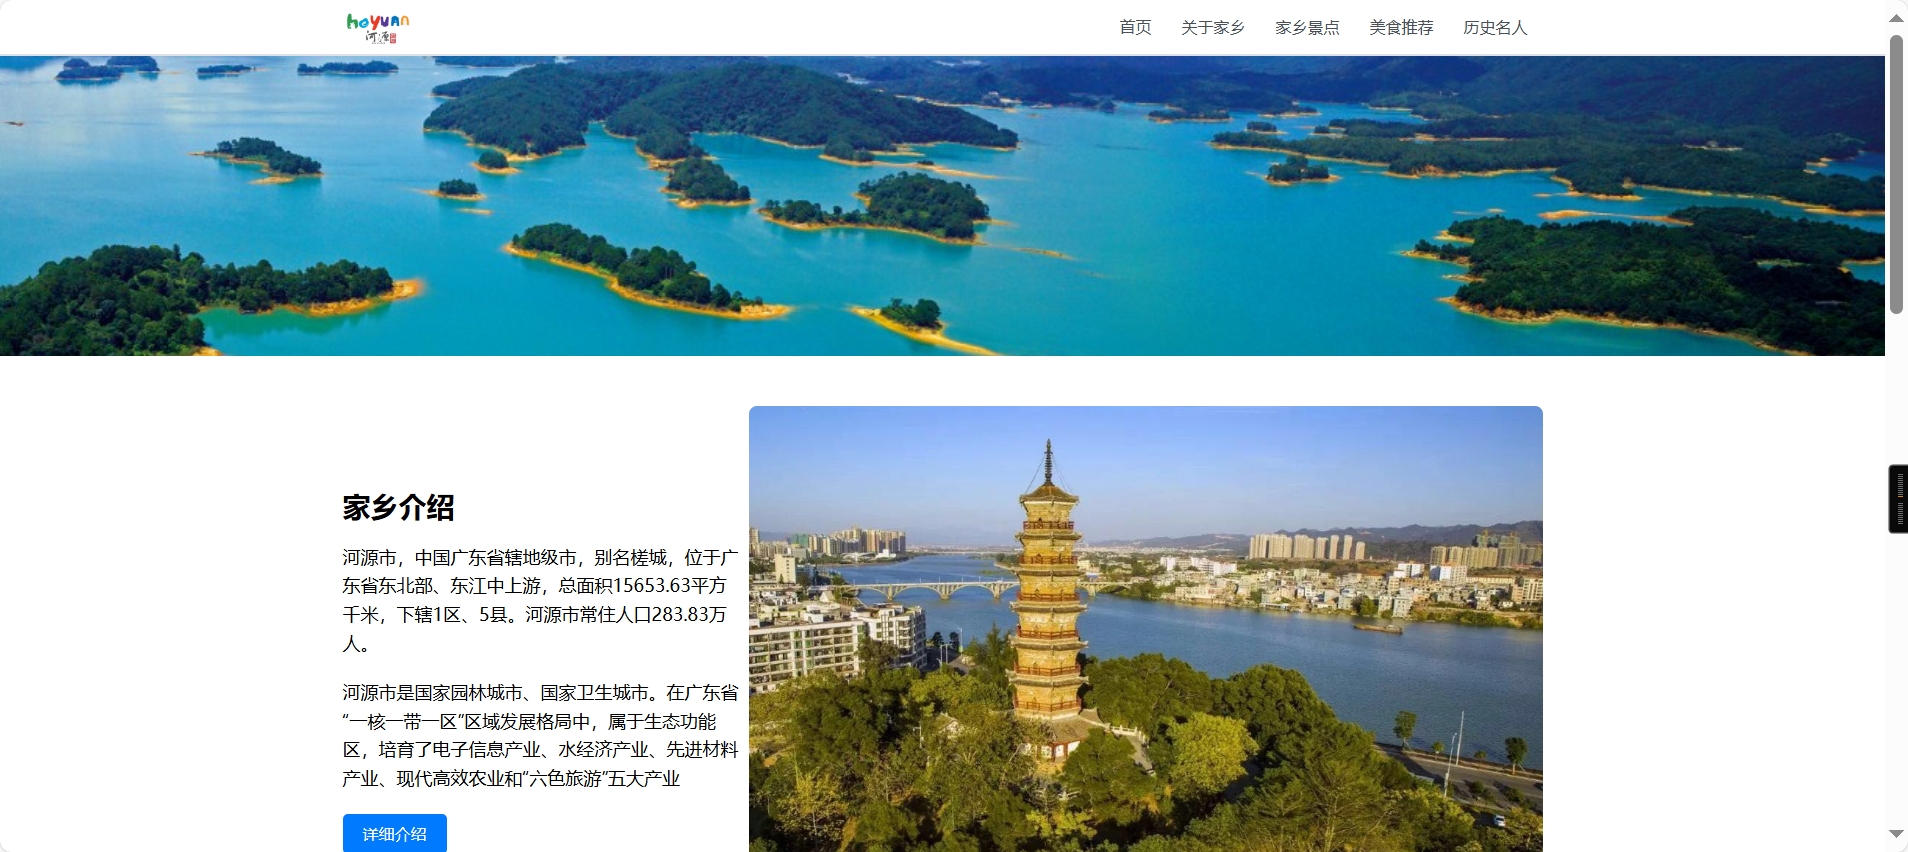 heyuan
河源
首页 关于家乡 家乡景点 美食推荐 历史名人
家乡介绍
河源市，中国广东省辖地级市，别名槎城，位于广
东省东北部、东江中上游，总面积15653.63平方
千米，下辖1区、5县。河源市常住人口283.83万
人。
河源市是国家园林城市、国家卫生城市。在广东省
“一核一带一区”区域发展格局中，属于生态功能
区，培育了电子信息产业、水经济产业、先进材料
产业、现代高效农业和“六色旅游”五大产业
详细介绍